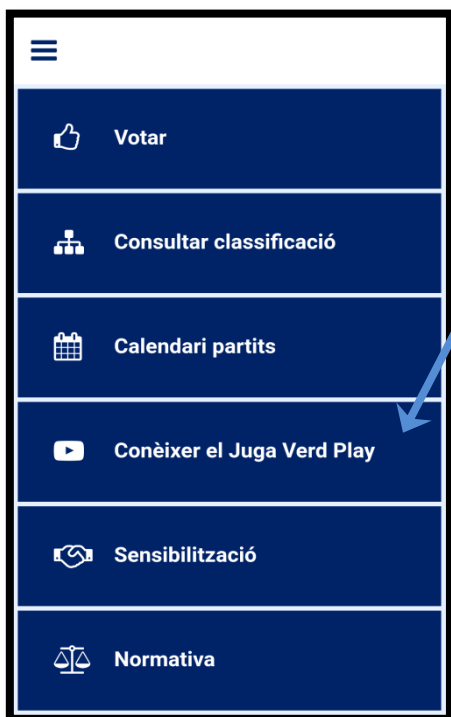 Votar
Consultar classificació
Calendari partits
Conèixer el Juga Verd Play
Sensibilització
Normativa